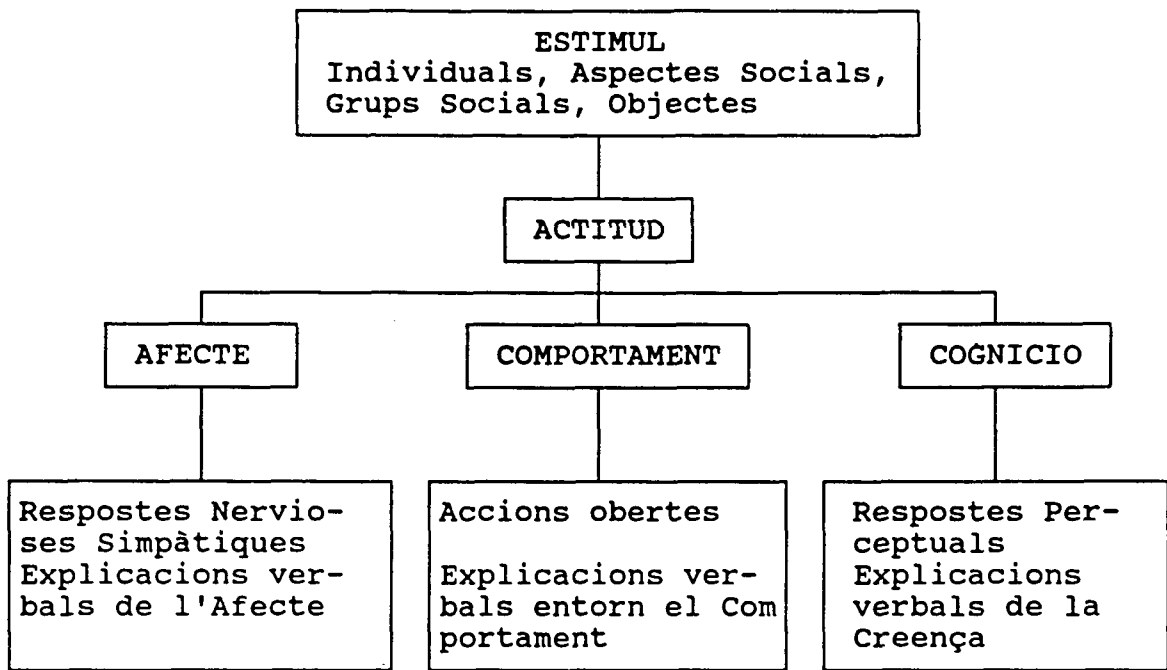 ESTIMUL
Individuals, Aspectes Socials,
Grups Socials, Objectes
ACTITUD
AFECTE
COMPORTAMENT
COGNICIO
Respostes Nervio-
ses Simpàtiques
Explicacions ver-
bals de l'Afecte
Accions obertes
Explicacions ver-
bals entorn el Com
portament
Respostes Per-
ceptuals
Explicacions
verbals de la
Creença